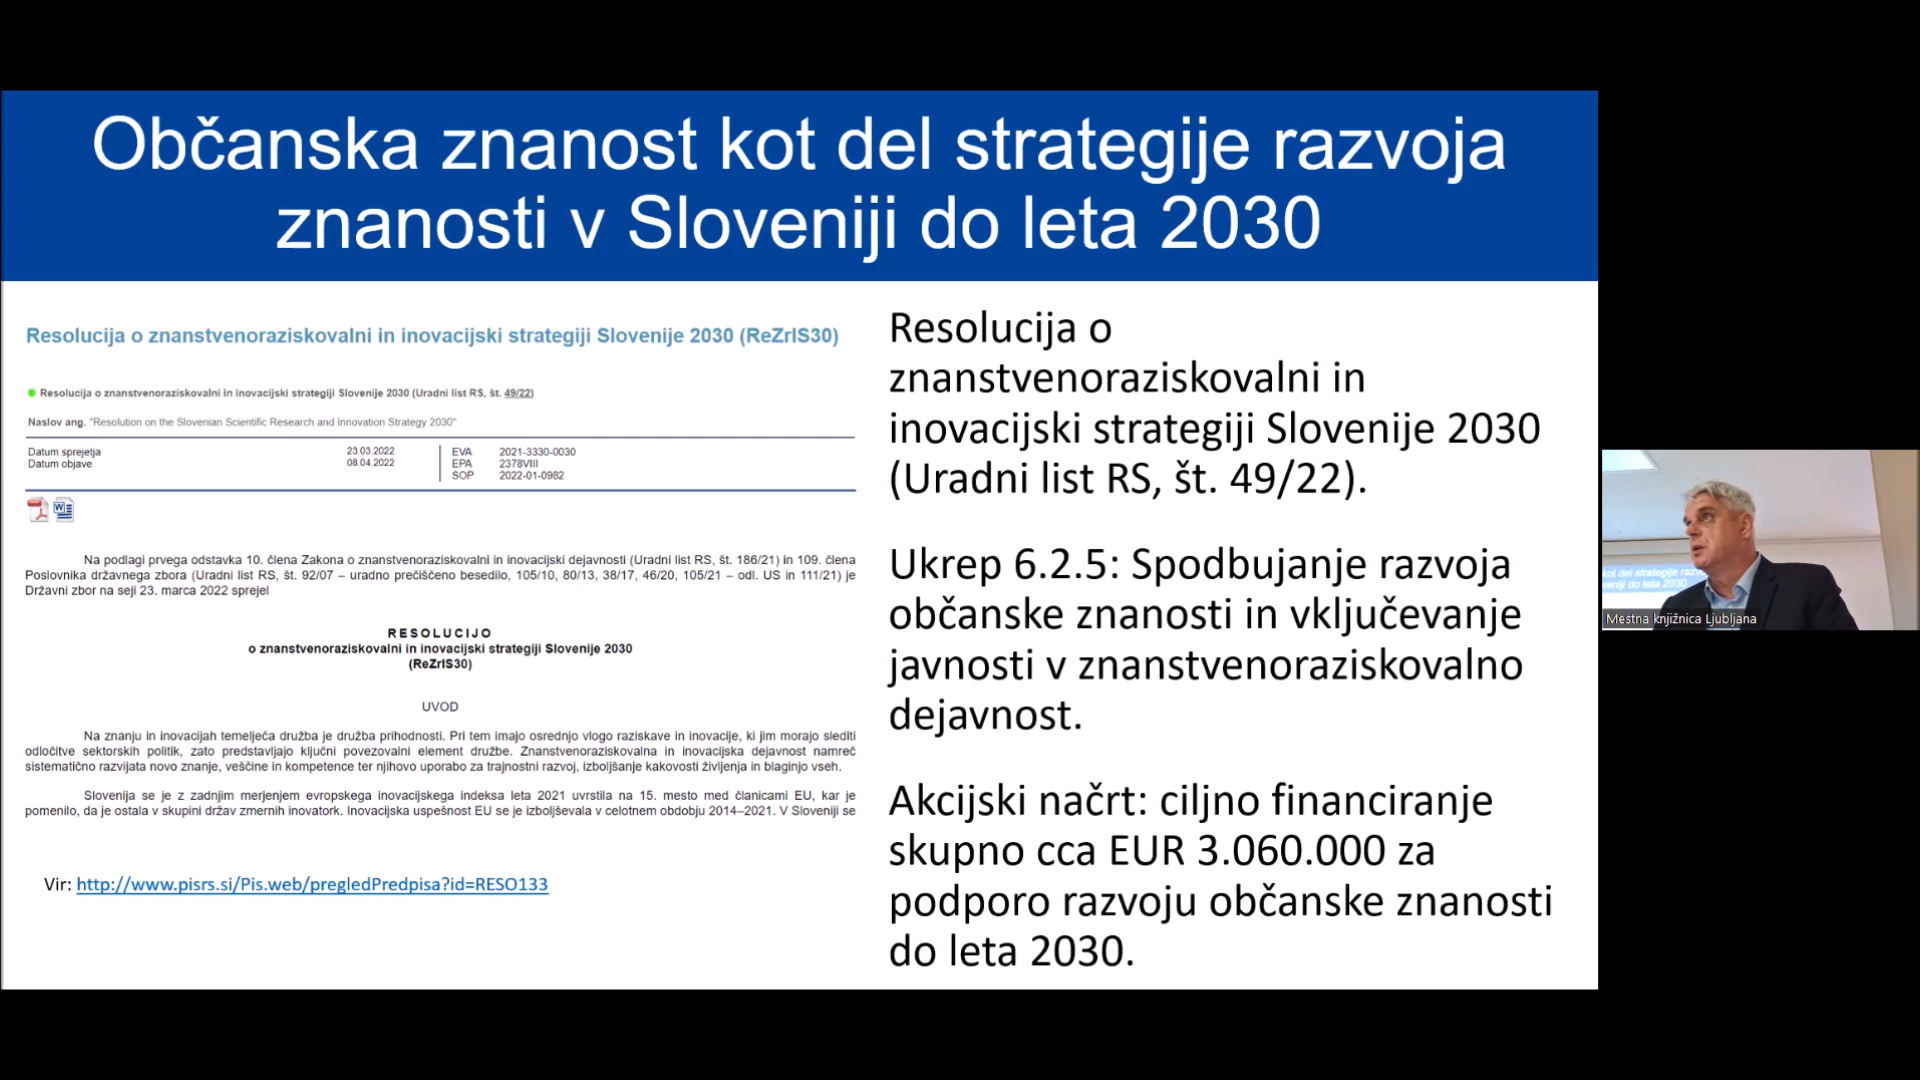 Občanska znanost kot del strategije razvoja
znanosti v Sloveniji do leta 2030
Resolucija o znanstvenoraziskovalni in inovacijski strategiji Slovenije 2030 (ReZrIS30)
Resolucija o znanstvenoraziskovalni in inovacijski strategiji Slovenije 2030 (Uradni list RS, št. 49/22)
Naslov ang. "Resolution on the Slovenian Scientific Research and Innovation Strategy 2030"
Datum sprejetja 23.03.2022 EVA 2021-3330-0030
Datum objave 08.04.2022 EPA 2378VIII
SOP 2022-01-0982
Na podlagi prvega odstavka 10. člena Zakona o znanstvenoraziskovalni in inovacijski dejavnosti (Uradni list RS, št. 186/21) in 109. člena
Poslovnika državnega zbora (Uradni list RS, št. 92/07 – uradno prečiščeno besedilo, 105/10, 80/13, 38/17, 46/20, 105/21 – odl. US in 111/21) je
Državni zbor na seji 23. marca 2022 sprejel
RESOLUCIJO
o znanstvenoraziskovalni in inovacijski strategiji Slovenije 2030
(ReZrIS30)
UVOD
Na znanju in inovacijah temelječa družba je družba prihodnosti. Pri tem imajo osrednjo vlogo raziskave in inovacije, ki jim morajo slediti
odločitve sektorskih politik, zato predstavljajo ključni povezovalni element družbe. Znanstvenoraziskovalna in inovacijska dejavnost namreč
sistematično razvijata novo znanje, veščine in kompetence ter njihovo uporabo za trajnostni razvoj, izboljšanje kakovosti življenja in blaginjo vseh.
Slovenija se je z zadnjim merjenjem evropskega inovacijskega indeksa leta 2021 uvrstila na 15. mesto med članicami EU, kar je
pomenilo, da je ostala v skupini držav zmernih inovatork. Inovacijska uspešnost EU se je izboljševala v celotnem obdobju 2014–2021. V Sloveniji se
Vir: http://www.pisrs.si/Pis.web/pregledPredpisa?id=RESO133
Resolucija o
znanstvenoraziskovalni in
inovacijski strategiji Slovenije 2030
(Uradni list RS, št. 49/22).
Ukrep 6.2.5: Spodbujanje razvoja
občanske znanosti in vključevanje
javnosti v znanstvenoraziskovalno
dejavnost.
Akcijski načrt: ciljno financiranje
skupno cca EUR 3.060.000 za
podporo razvoju občanske znanosti
do leta 2030.
kot del strategije
do leta 2030
Mestna knjižnica Ljubljana